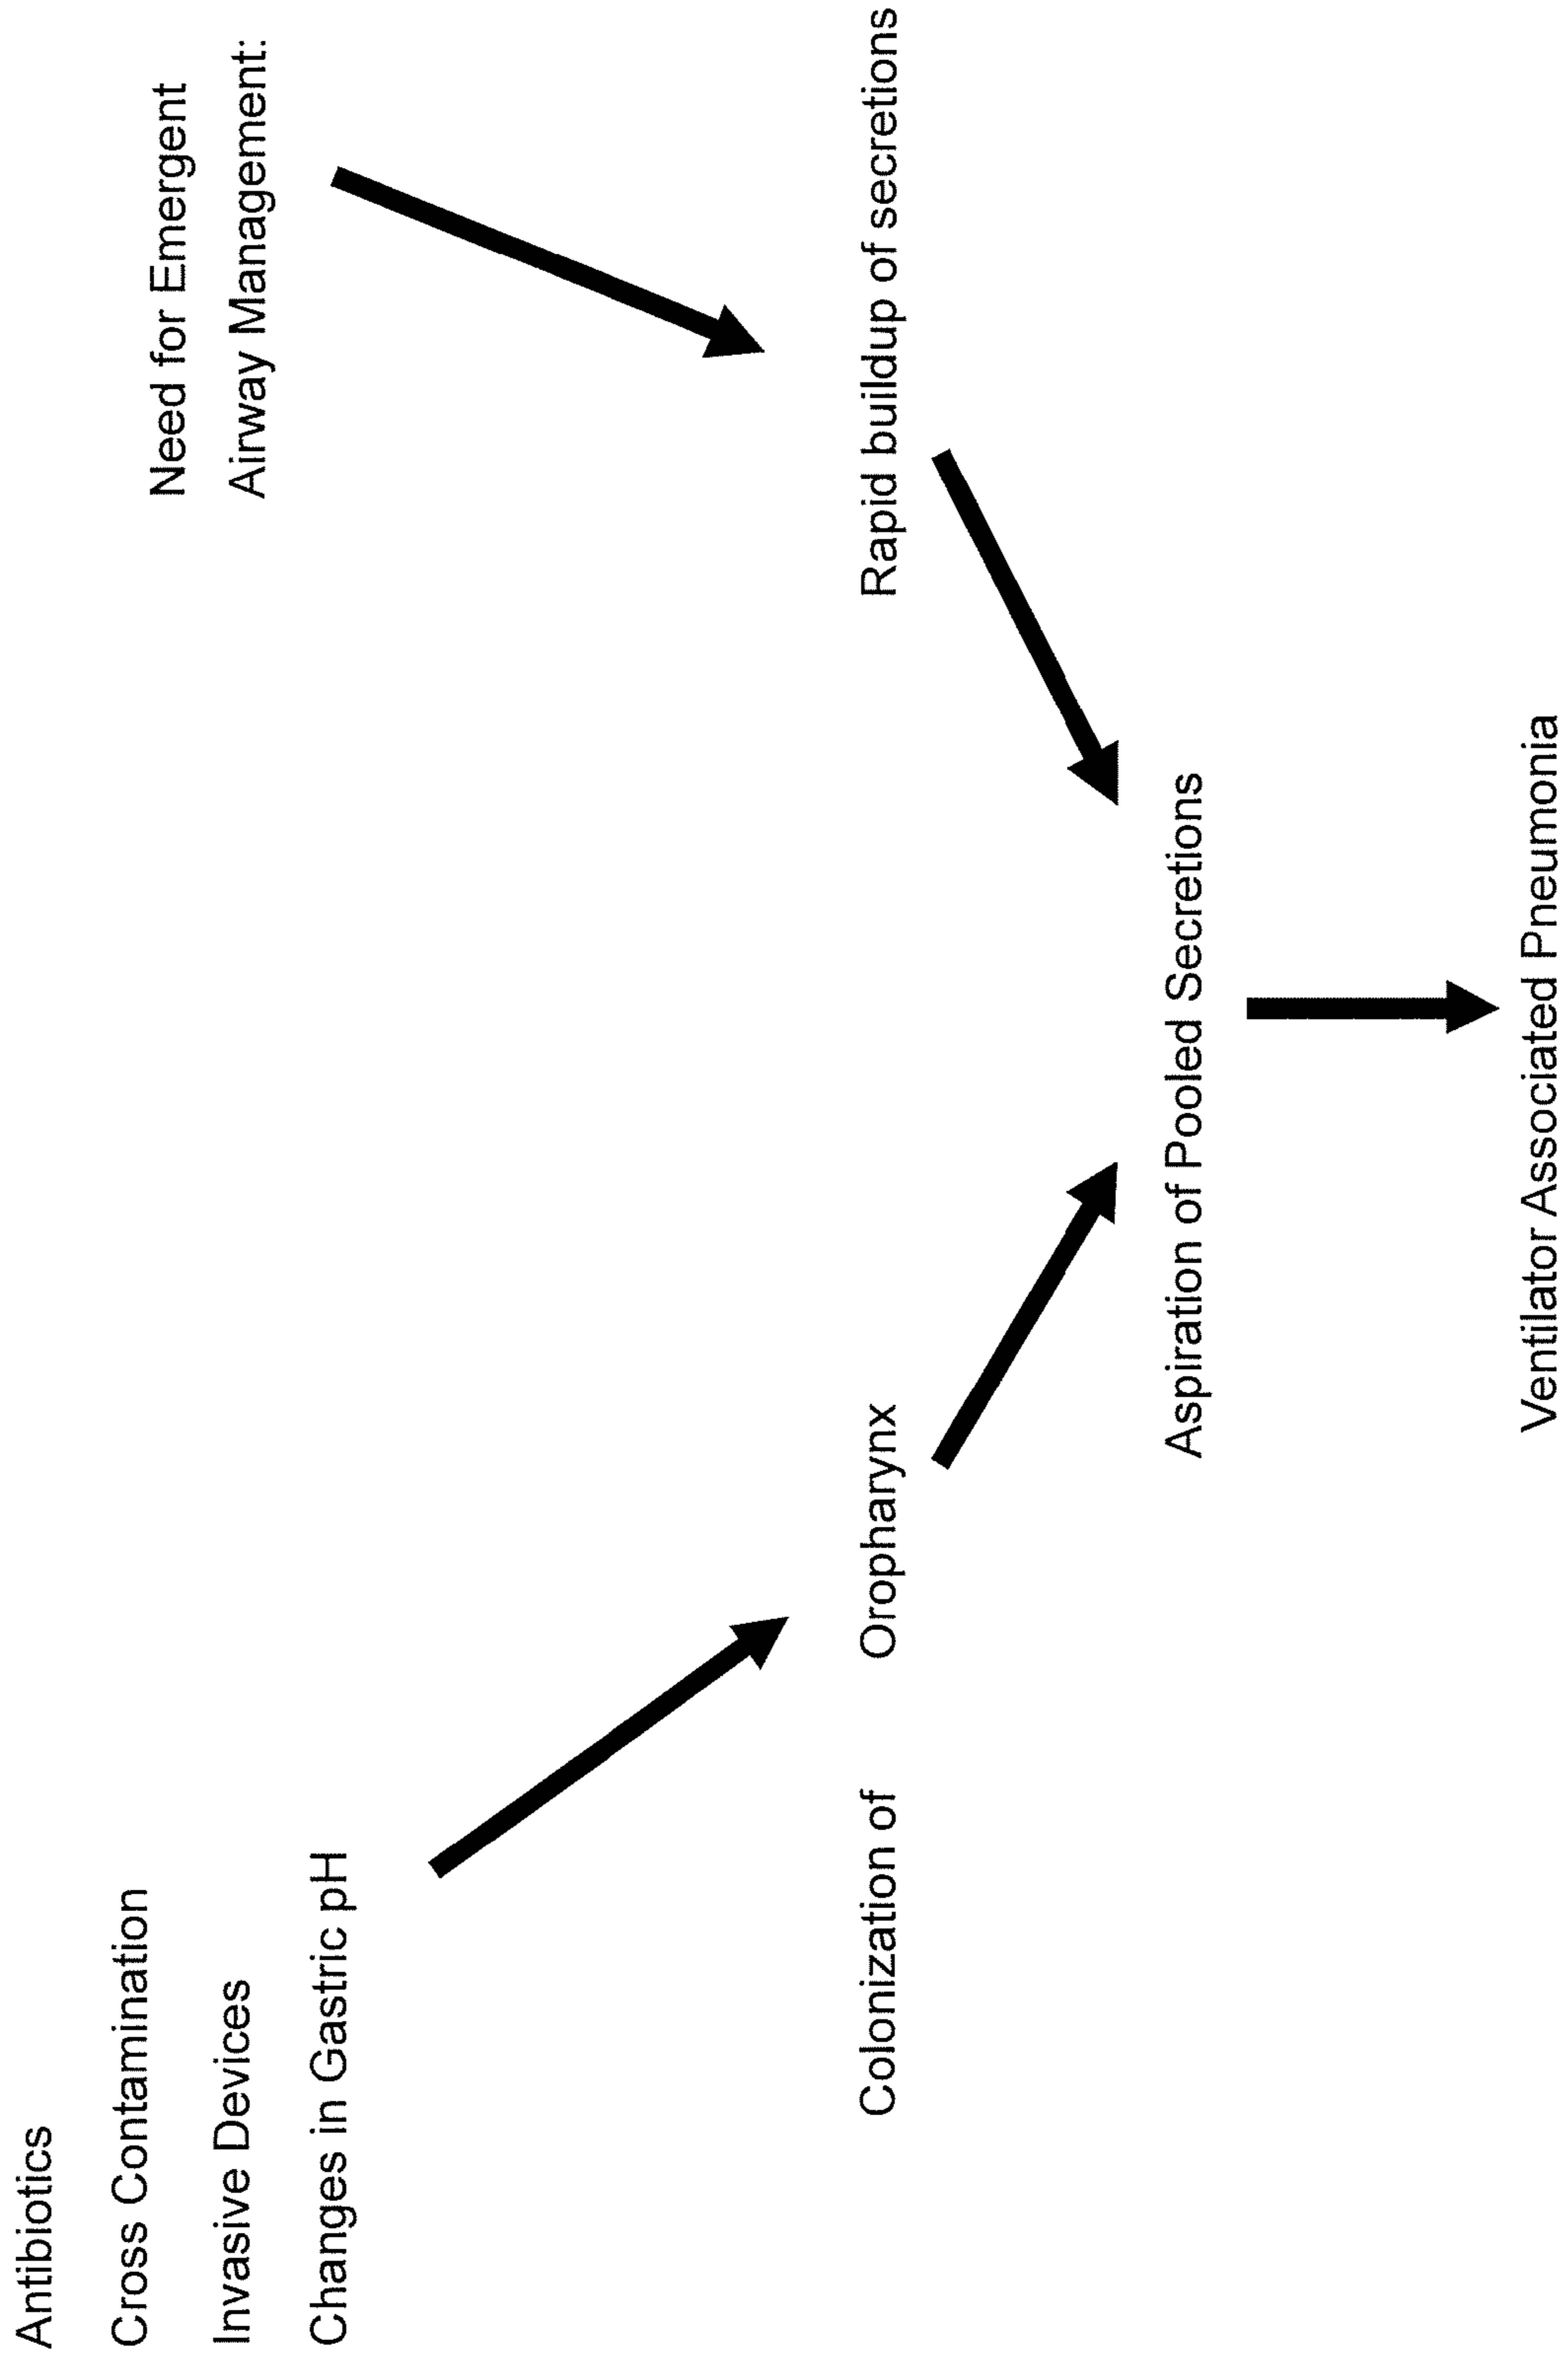 Antibiotics
Cross Contamination
Invasive Devices
Changes in Gastric pH
Need for Emergent
Airway Management:
Colonization of Oropharynx
Rapid buildup of secretions
Aspiration of Pooled Secretions
Ventilator Associated Pneumonia